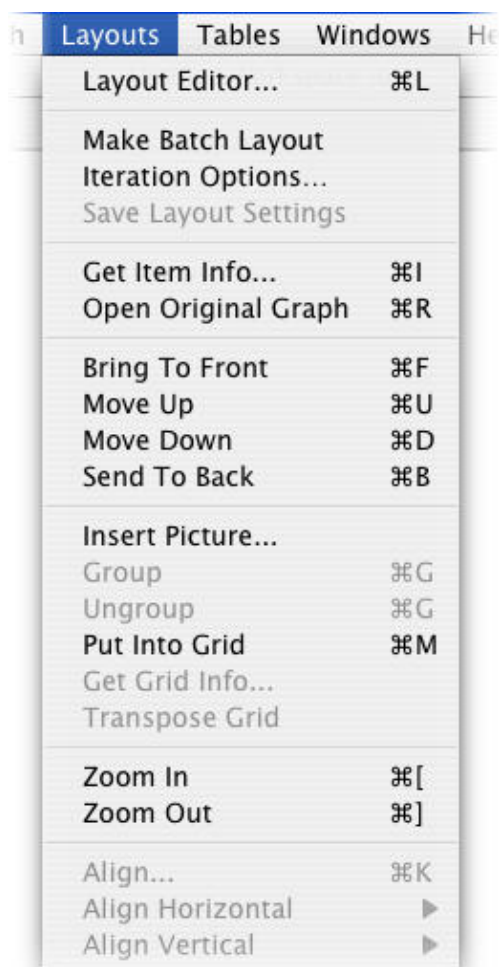 h Layouts Tables Windows He
Layout Editor... ⌘L
Make Batch Layout
Iteration Options...
Save Layout Settings
Get Item Info... ⌘I
Open Original Graph ⌘R
Bring To Front ⌘F
Move Up ⌘U
Move Down ⌘D
Send To Back ⌘B
Insert Picture...
Group ⌘G
Ungroup ⌘G
Put Into Grid ⌘M
Get Grid Info...
Transpose Grid
Zoom In ⌘[
Zoom Out ⌘]
Align... ⌘K
Align Horizontal
Align Vertical